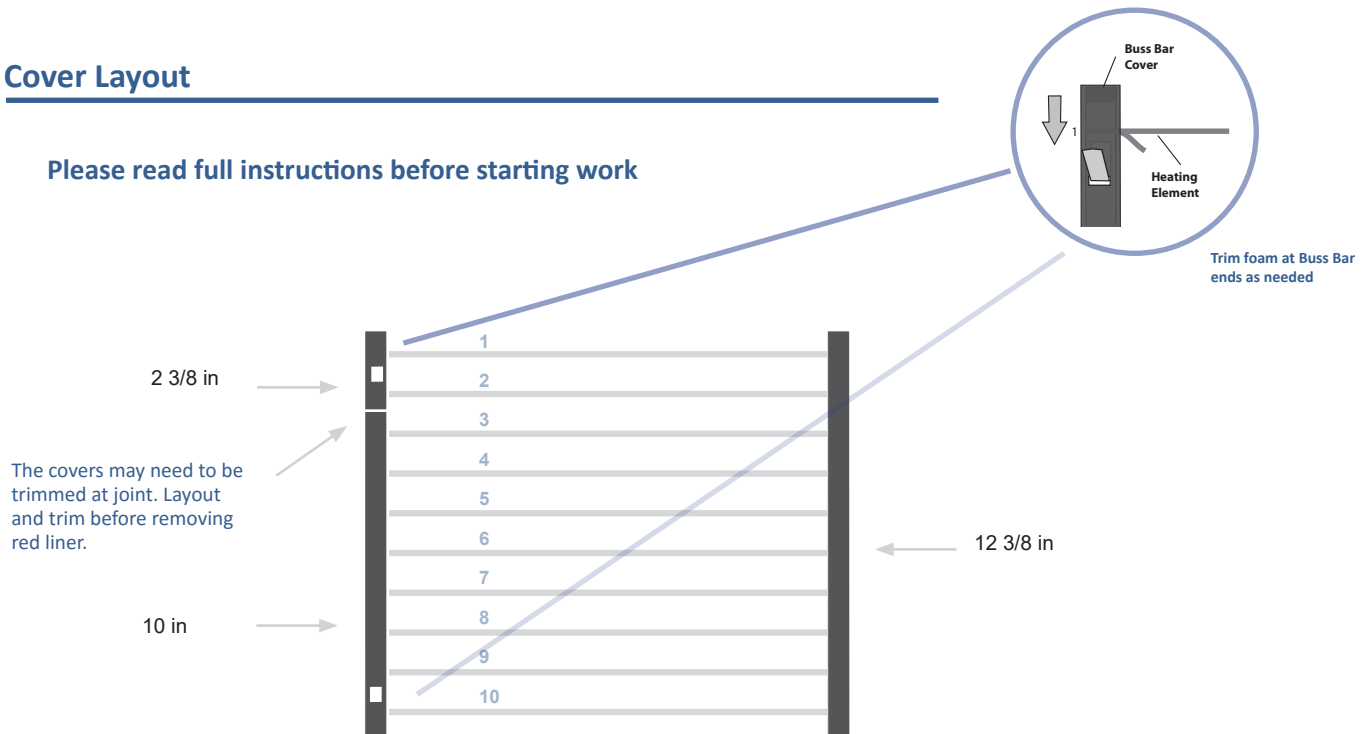 Cover Layout
Please read full instructions before starting work
Buss Bar
Cover
1
Heating
Element
Trim foam at Buss Bar
ends as needed
2 3/8 in
The covers may need to be
trimmed at joint. Layout
and trim before removing
red liner.
10 in
1
2
3
4
5
6
7
8
9
10
12 3/8 in